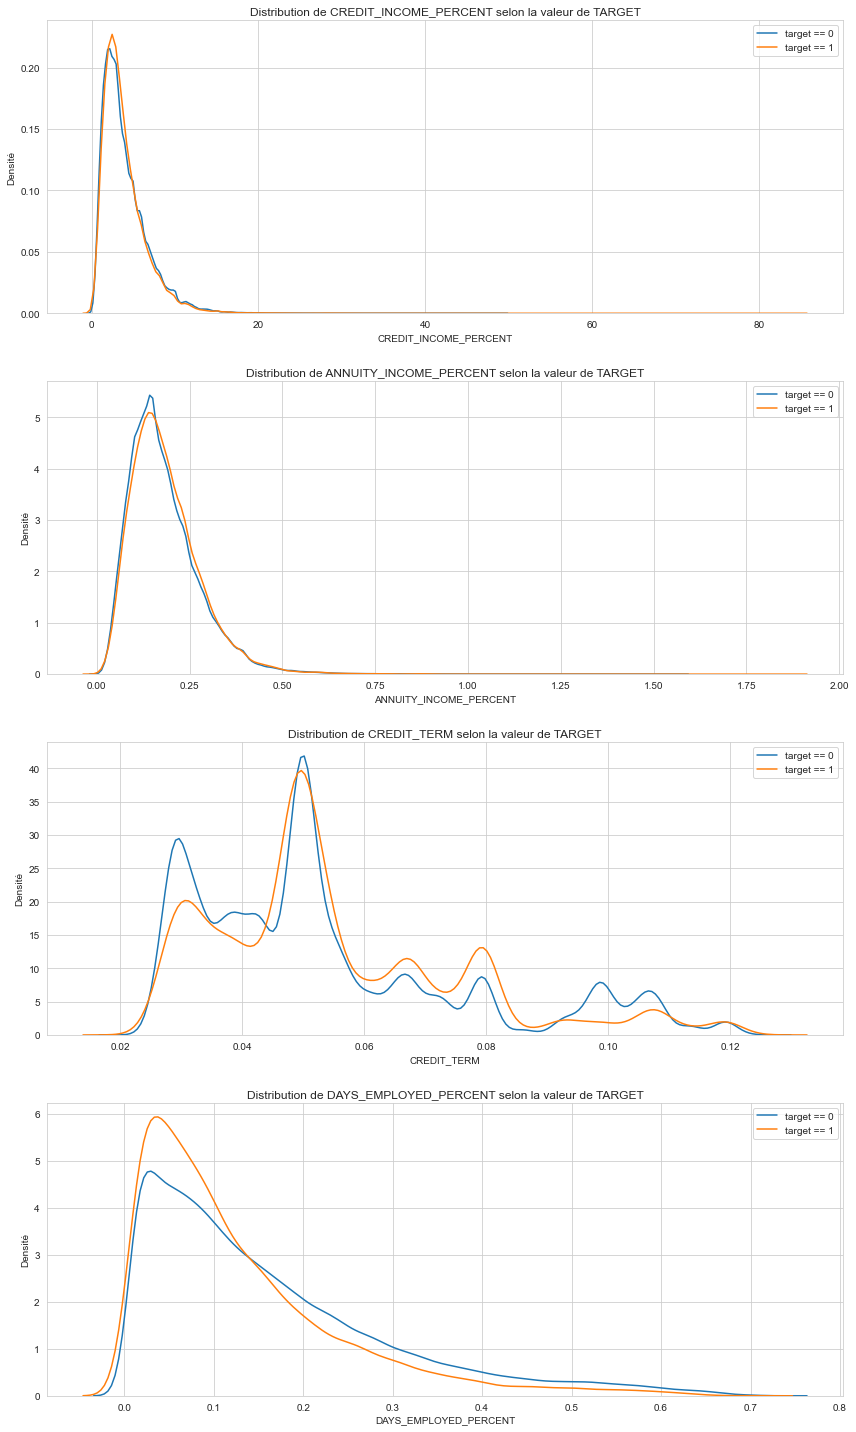 Distribution de CREDIT_INCOME_PERCENT selon la valeur de TARGET
target == 0
target == 1
0.20
0.15
0.10
0.05
0.00
Densité
0 20 40 60 80
CREDIT_INCOME_PERCENT
Distribution de ANNUITY_INCOME_PERCENT selon la valeur de TARGET
target == 0
target == 1
5
4
3
2
1
0
Densité
0.00 0.25 0.50 0.75 1.00 1.25 1.50 1.75 2.00
ANNUITY_INCOME_PERCENT
Distribution de CREDIT_TERM selon la valeur de TARGET
target == 0
target == 1
40
35
30
25
20
15
10
5
0
Densité
0.02 0.04 0.06 0.08 0.10 0.12
CREDIT_TERM
Distribution de DAYS_EMPLOYED_PERCENT selon la valeur de TARGET
target == 0
target == 1
6
5
4
3
2
1
0
Densité
0.0 0.1 0.2 0.3 0.4 0.5 0.6 0.7 0.8
DAYS_EMPLOYED_PERCENT